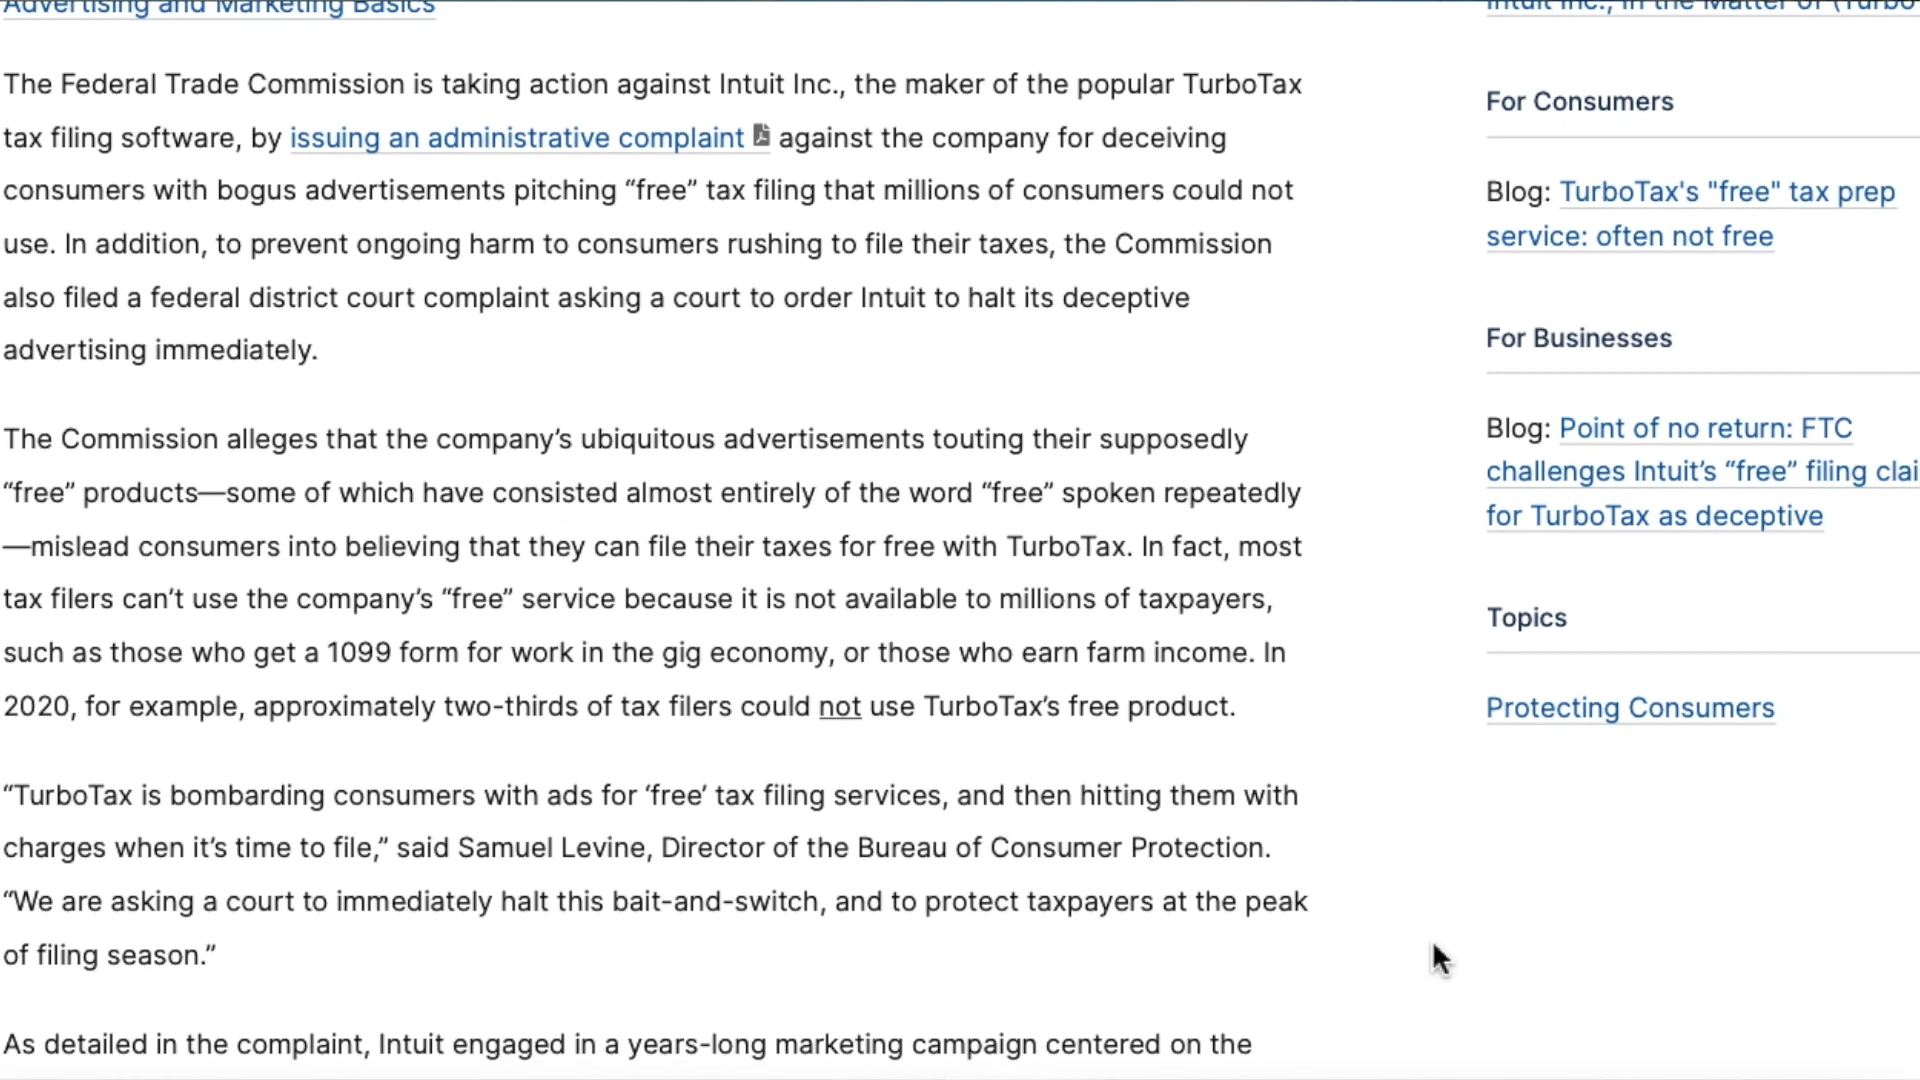 Advertising and Marketing Basics
The Federal Trade Commission is taking action against Intuit Inc., the maker of the popular TurboTax
tax filing software, by issuing an administrative complaint against the company for deceiving
consumers with bogus advertisements pitching “free” tax filing that millions of consumers could not
use. In addition, to prevent ongoing harm to consumers rushing to file their taxes, the Commission
also filed a federal district court complaint asking a court to order Intuit to halt its deceptive
advertising immediately.
The Commission alleges that the company’s ubiquitous advertisements touting their supposedly
“free” products—some of which have consisted almost entirely of the word “free” spoken repeatedly
—mislead consumers into believing that they can file their taxes for free with TurboTax. In fact, most
tax filers can’t use the company’s “free” service because it is not available to millions of taxpayers,
such as those who get a 1099 form for work in the gig economy, or those who earn farm income. In
2020, for example, approximately two-thirds of tax filers could not use TurboTax’s free product.
“TurboTax is bombarding consumers with ads for ‘free’ tax filing services, and then hitting them with
charges when it’s time to file,” said Samuel Levine, Director of the Bureau of Consumer Protection.
“We are asking a court to immediately halt this bait-and-switch, and to protect taxpayers at the peak
of filing season.”
As detailed in the complaint, Intuit engaged in a years-long marketing campaign centered on the
Intuit Inc., in the Matter of (Turbo
For Consumers
Blog: TurboTax's "free" tax prep
service: often not free
For Businesses
Blog: Point of no return: FTC
challenges Intuit’s “free” filing clai
for TurboTax as deceptive
Topics
Protecting Consumers